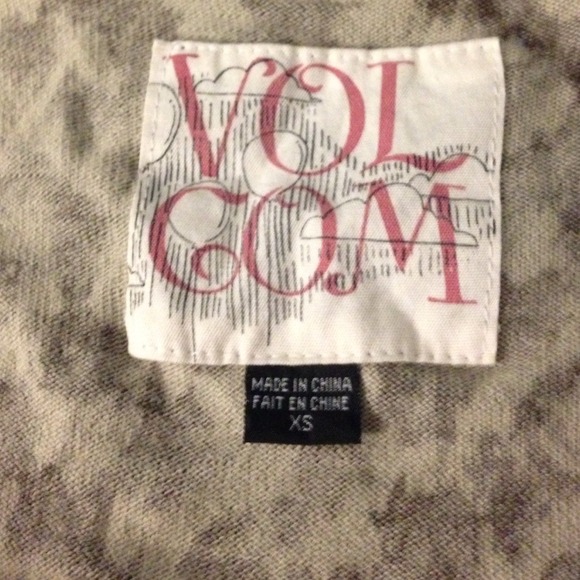 VOL
COM
MADE IN CHINA
FAIT EN CHINE
XS